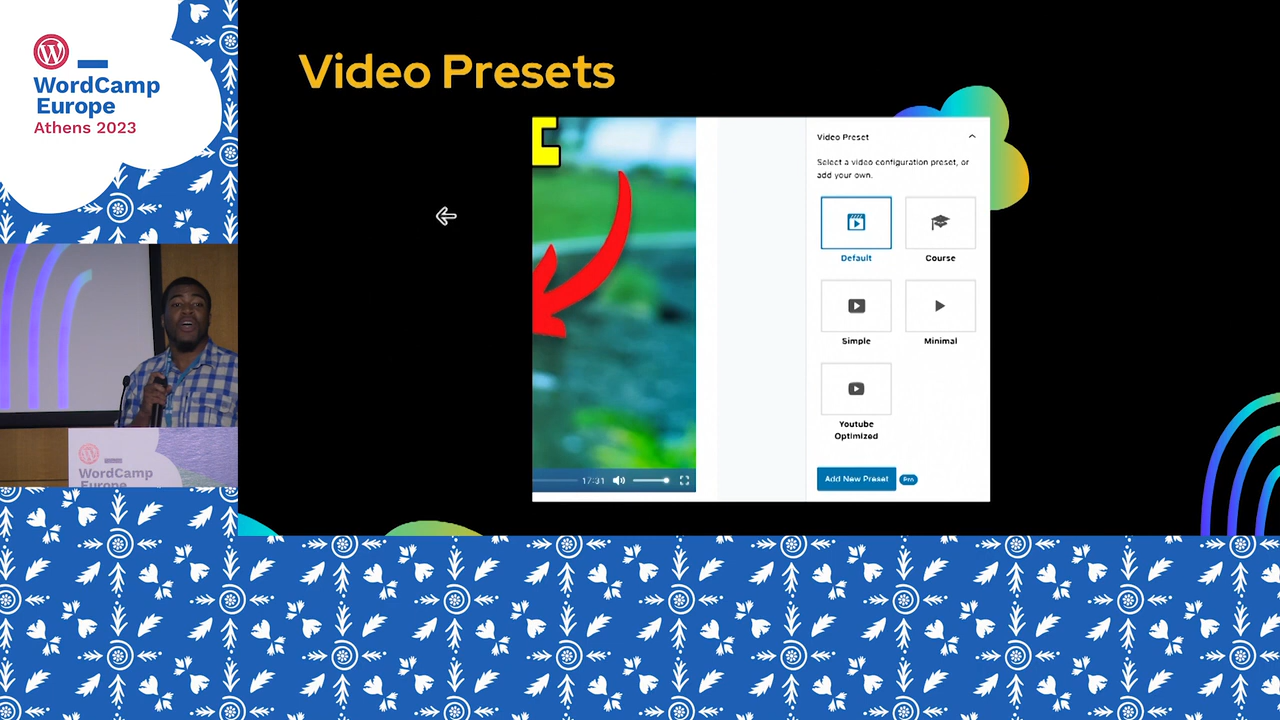 WordCamp
Europe
Athens 2023
Video Presets
Video Preset
Select a video configuration preset, or
add your own.
Default
Course
Simple
Minimal
Youtube
Optimized
Add New Preset
Pro
17:31
WordCamp
Europe